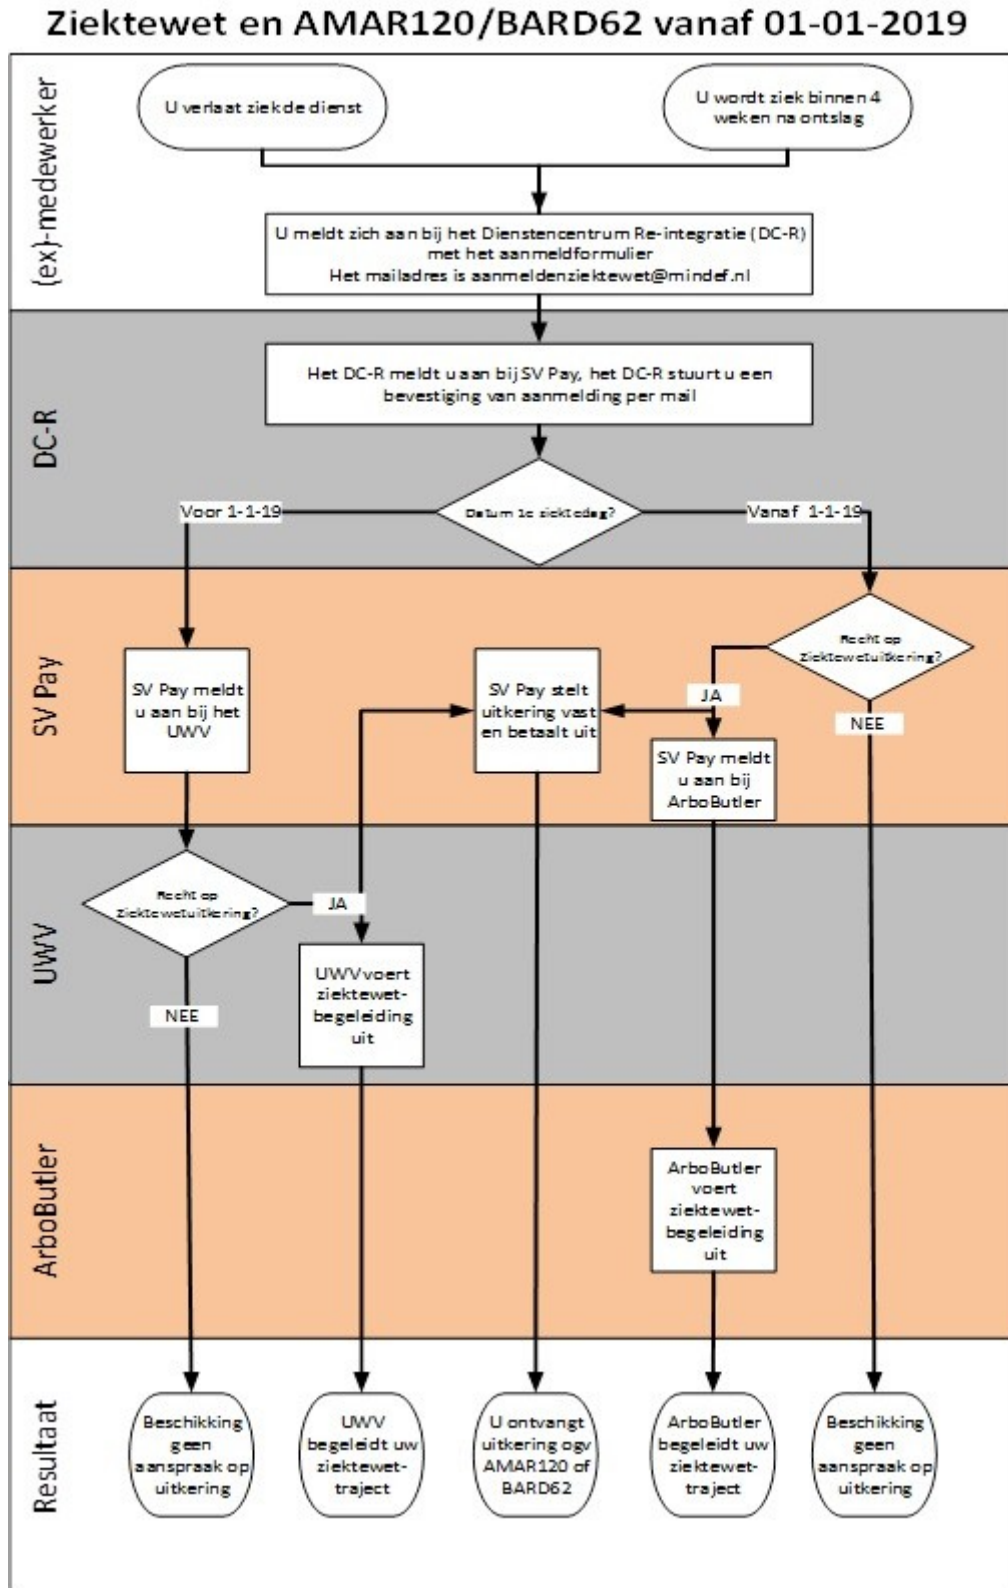 Ziektewet en AMAR120/BARD62 vanaf 01-01-2019
(ex)-medewerker
U verlaat ziek de dienst
U wordt ziek binnen 4
weken na ontslag
U meldt zich aan bij het Dienstencentrum Re-integratie (DC-R)
met het aanmeldformulier
Het mailadres is aanmeldenziektewet@mindef.nl
DC-R
Het DC-R meldt u aan bij SV Pay, het DC-R stuurt u een
bevestiging van aanmelding per mail
Voor 1-1-19
Datum 1e ziektedag?
Vanaf 1-1-19
SV Pay
Recht op
Ziektewetuitkering?
SV Pay meldt
u aan bij het
UWV
SV Pay stelt
uitkering vast
en betaalt uit
JA
NEE
SV Pay meldt
u aan bij
ArboButler
UWV
Recht op
Ziektewetuitkering?
JA
UWV voert
ziektewet-
begeleiding
uit
NEE
ArboButler
ArboButler
voert
ziektewet-
begeleiding
uit
Resultaat
Beschikking
geen
aanspraak op
uitkering
UWV
begeleidt uw
ziektewet-
traject
U ontvangt
uitkering ogv
AMAR120 of
BARD62
ArboButler
begeleidt uw
ziektewet-
traject
Beschikking
geen
aanspraak op
uitkering